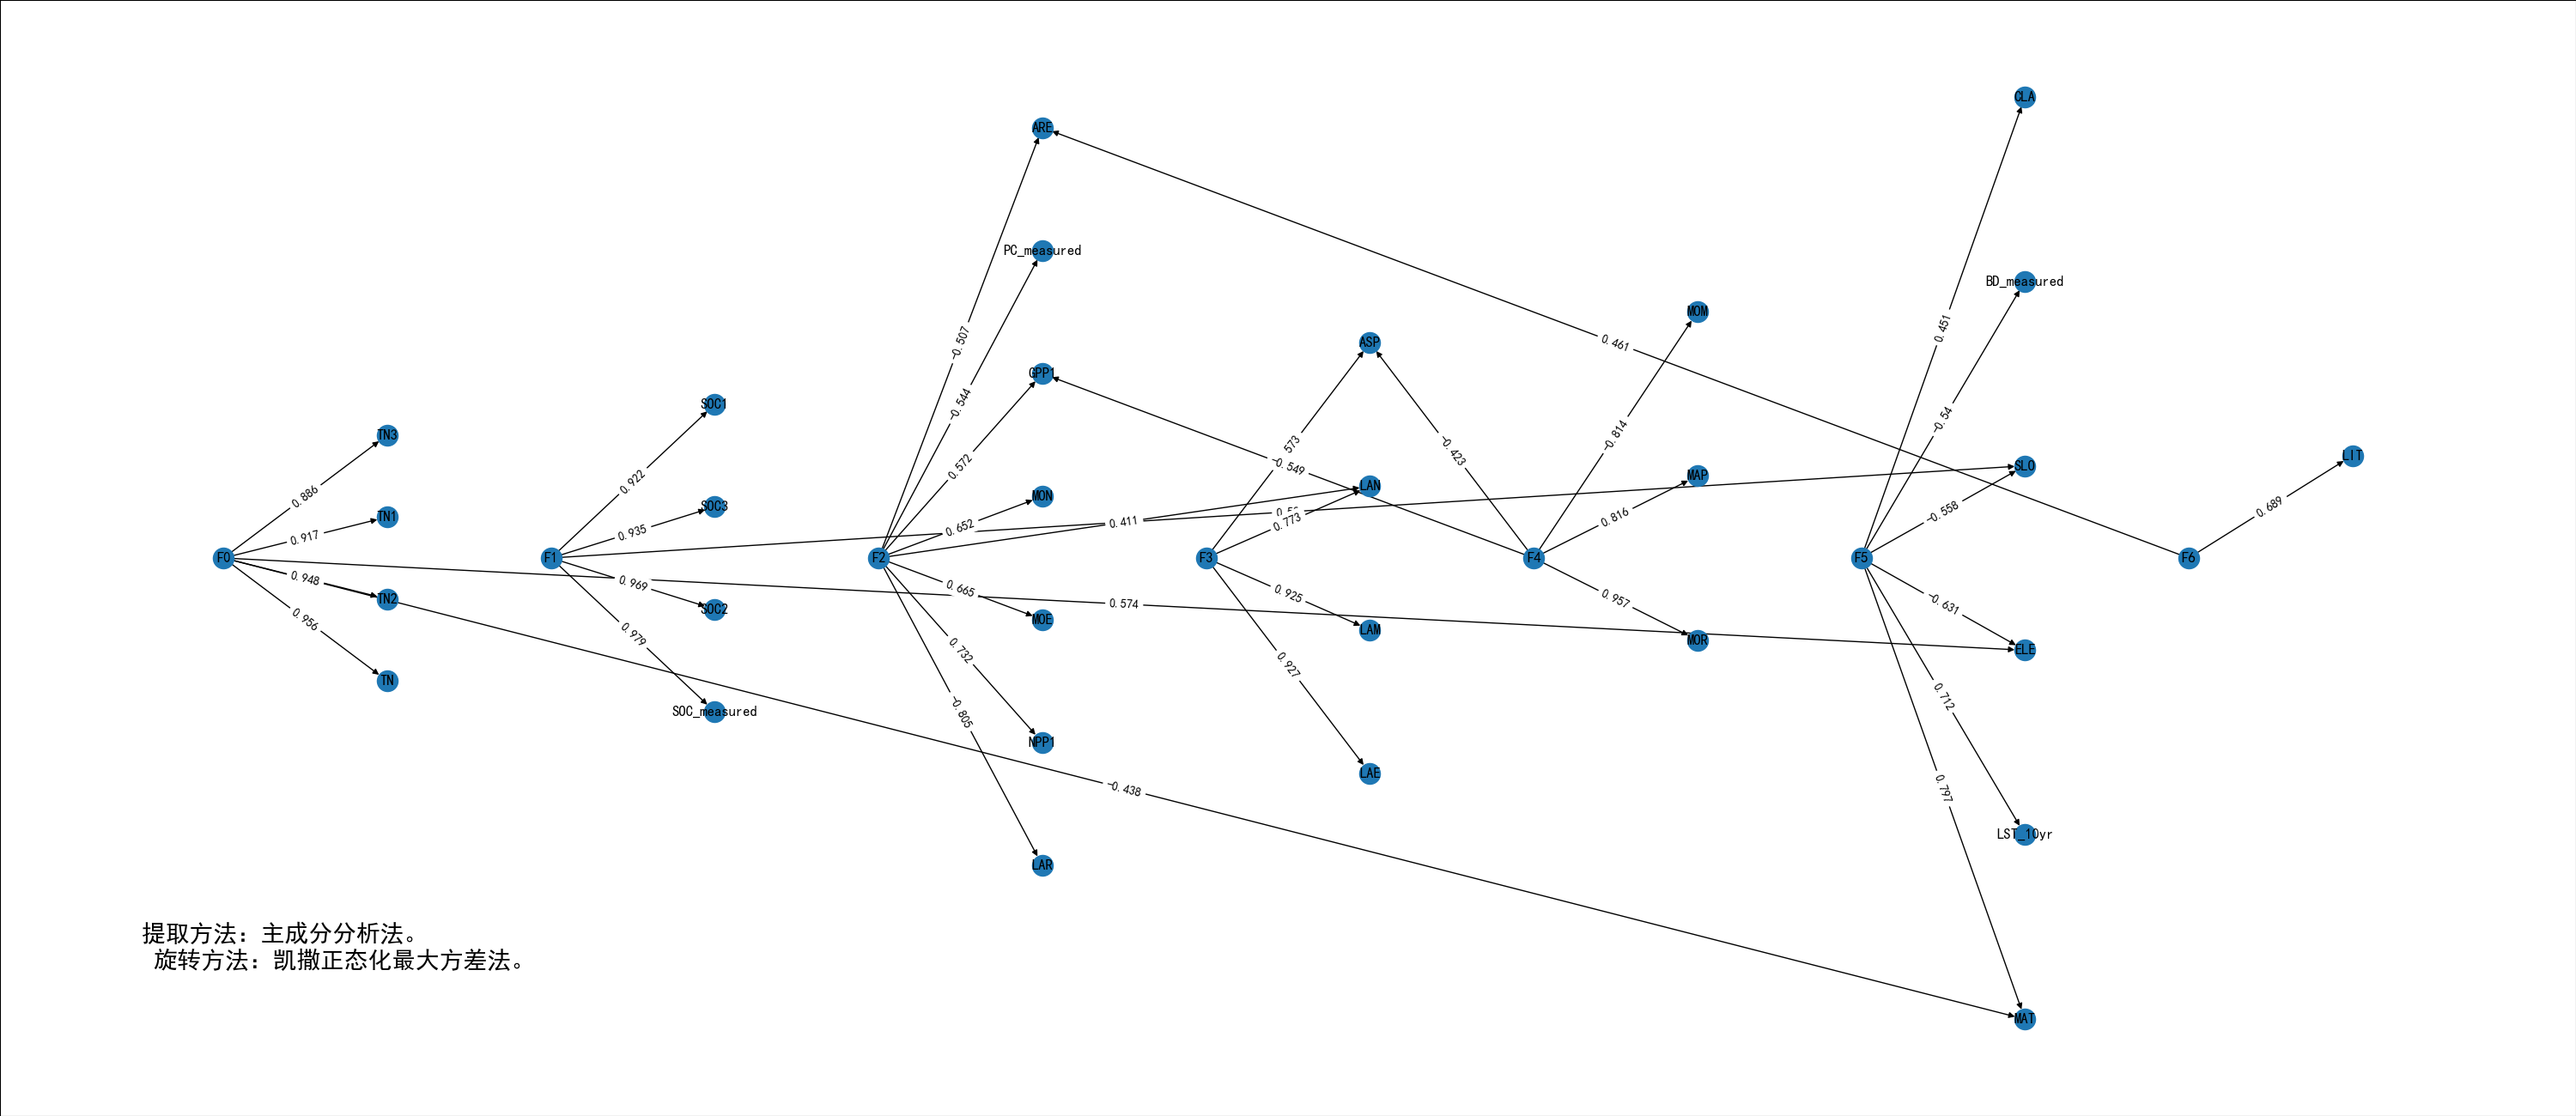 CLA
ARE
PC_measured
BD_measured
MOM
-0.507
0.451
ASP
0.461
GPP1
SOC1
-0.544
-0.54
TN3
573
-0.423
-0.814
LIT
-0.549
0.572
SLO
MAP
0.922
LAN
0.886
MON
SOC3
0.689
-0.558
TN1
0.816
0.411
0.773
0.652
0.935
0.917
F0
F1
F2
F3
F4
F5
F6
0.948
0.969
0.665
0.925
0.957
-0.631
TN2
0.574
SOC2
0.956
MOE
LAM
0.979
MOR
ELE
0.732
0.927
TN
0.712
SOC_measured
-0.805
NPP1
LAE
-0.438
0.797
LST_10yr
LAR
提取方法：主成分分析法。
旋转方法：凯撒正态化最大方差法。
MAT